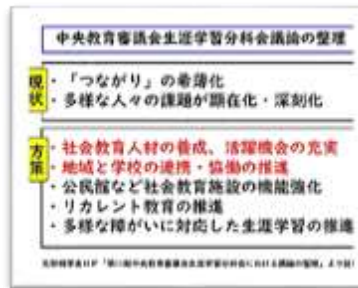 中央教育審議会生涯学習分科会議論の整理
現状
・「つながり」の希薄化
・多様な人々の課題が顕在化・深刻化
方策
・社会教育人材の養成、活躍機会の充実
・地域と学校の連携・協働の推進
・公民館など社会教育施設の機能強化
・リカレント教育の推進
・多様な障がいに対応した生涯学習の推進